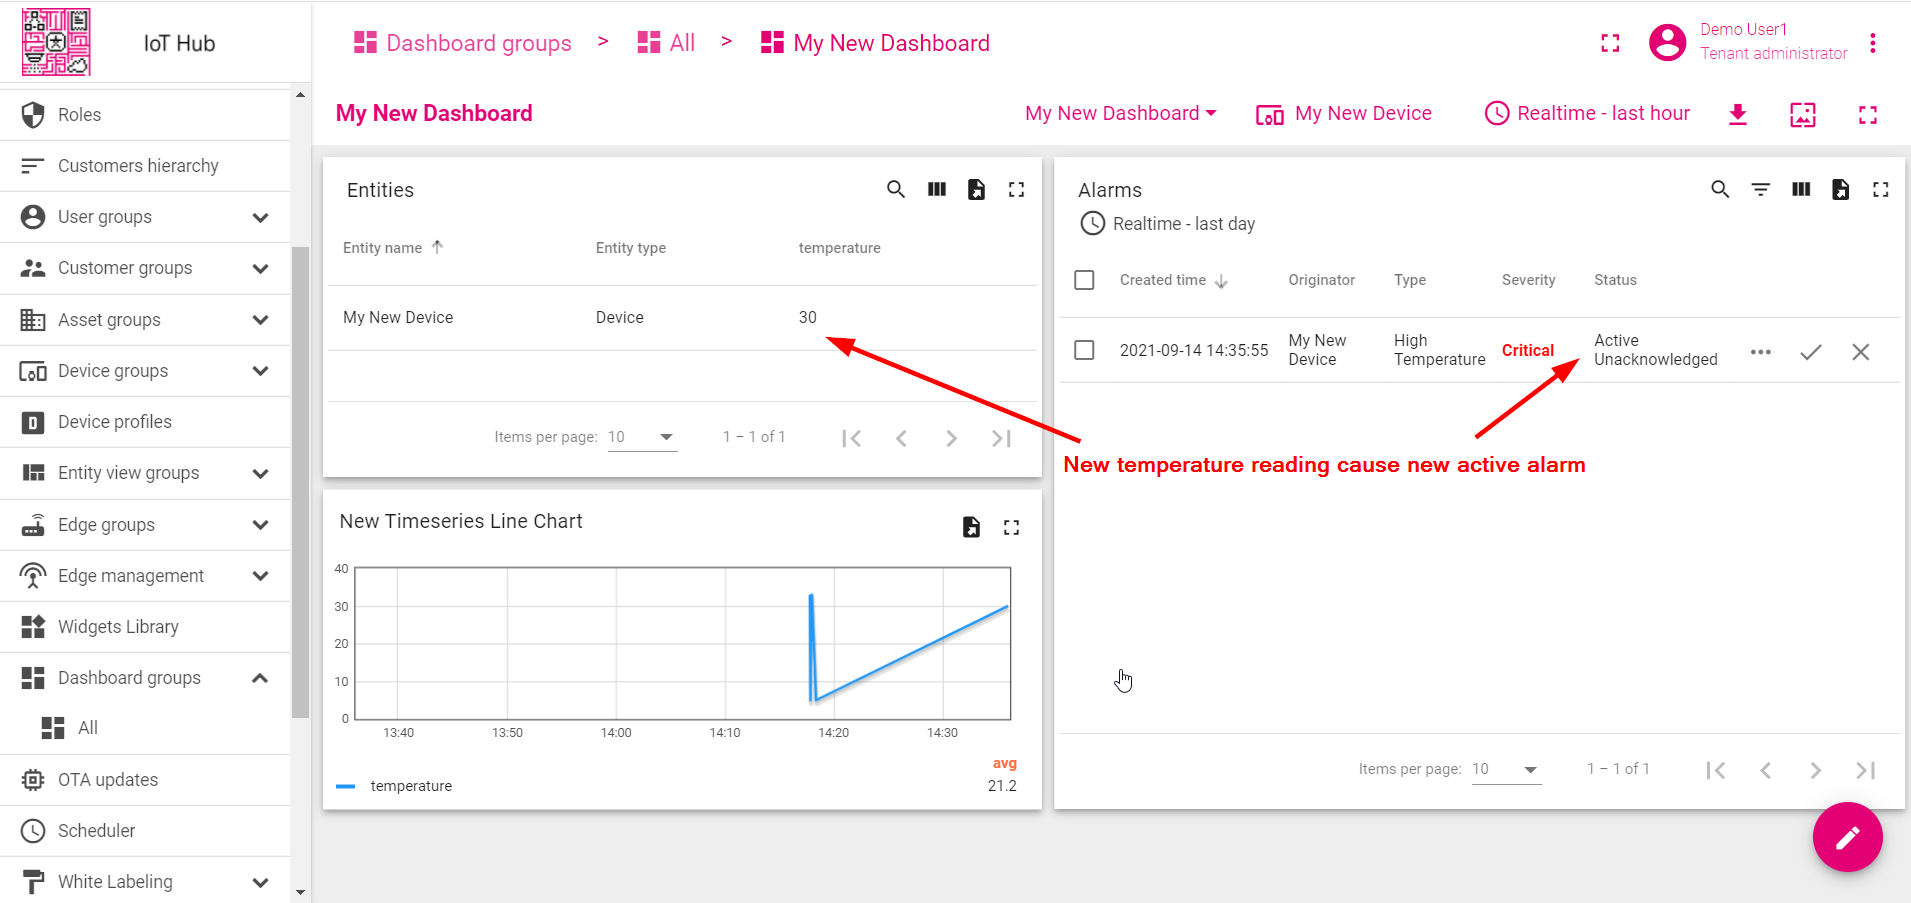 IoT Hub
Dashboard groups > All > My New Dashboard
Demo User1
Tenant administrator
Roles
Customers hierarchy
User groups
Customer groups
Asset groups
Device groups
Device profiles
Entity view groups
Edge groups
Edge management
Widgets Library
Dashboard groups
All
OTA updates
Scheduler
White Labeling
My New Dashboard
My New Dashboard My New Device Realtime - last hour
Entities
Entity name Entity type temperature
My New Device Device 30
Items per page: 10 1 – 1 of 1
New Timeseries Line Chart
40
30
20
10
0
13:40 13:50 14:00 14:10 14:20 14:30
avg
temperature 21.2
Alarms
Realtime - last day
Created time Originator Type Severity Status
2021-09-14 14:35:55 My New Device High Temperature Critical Active Unacknowledged
New temperature reading cause new active alarm
Items per page: 10 1 – 1 of 1